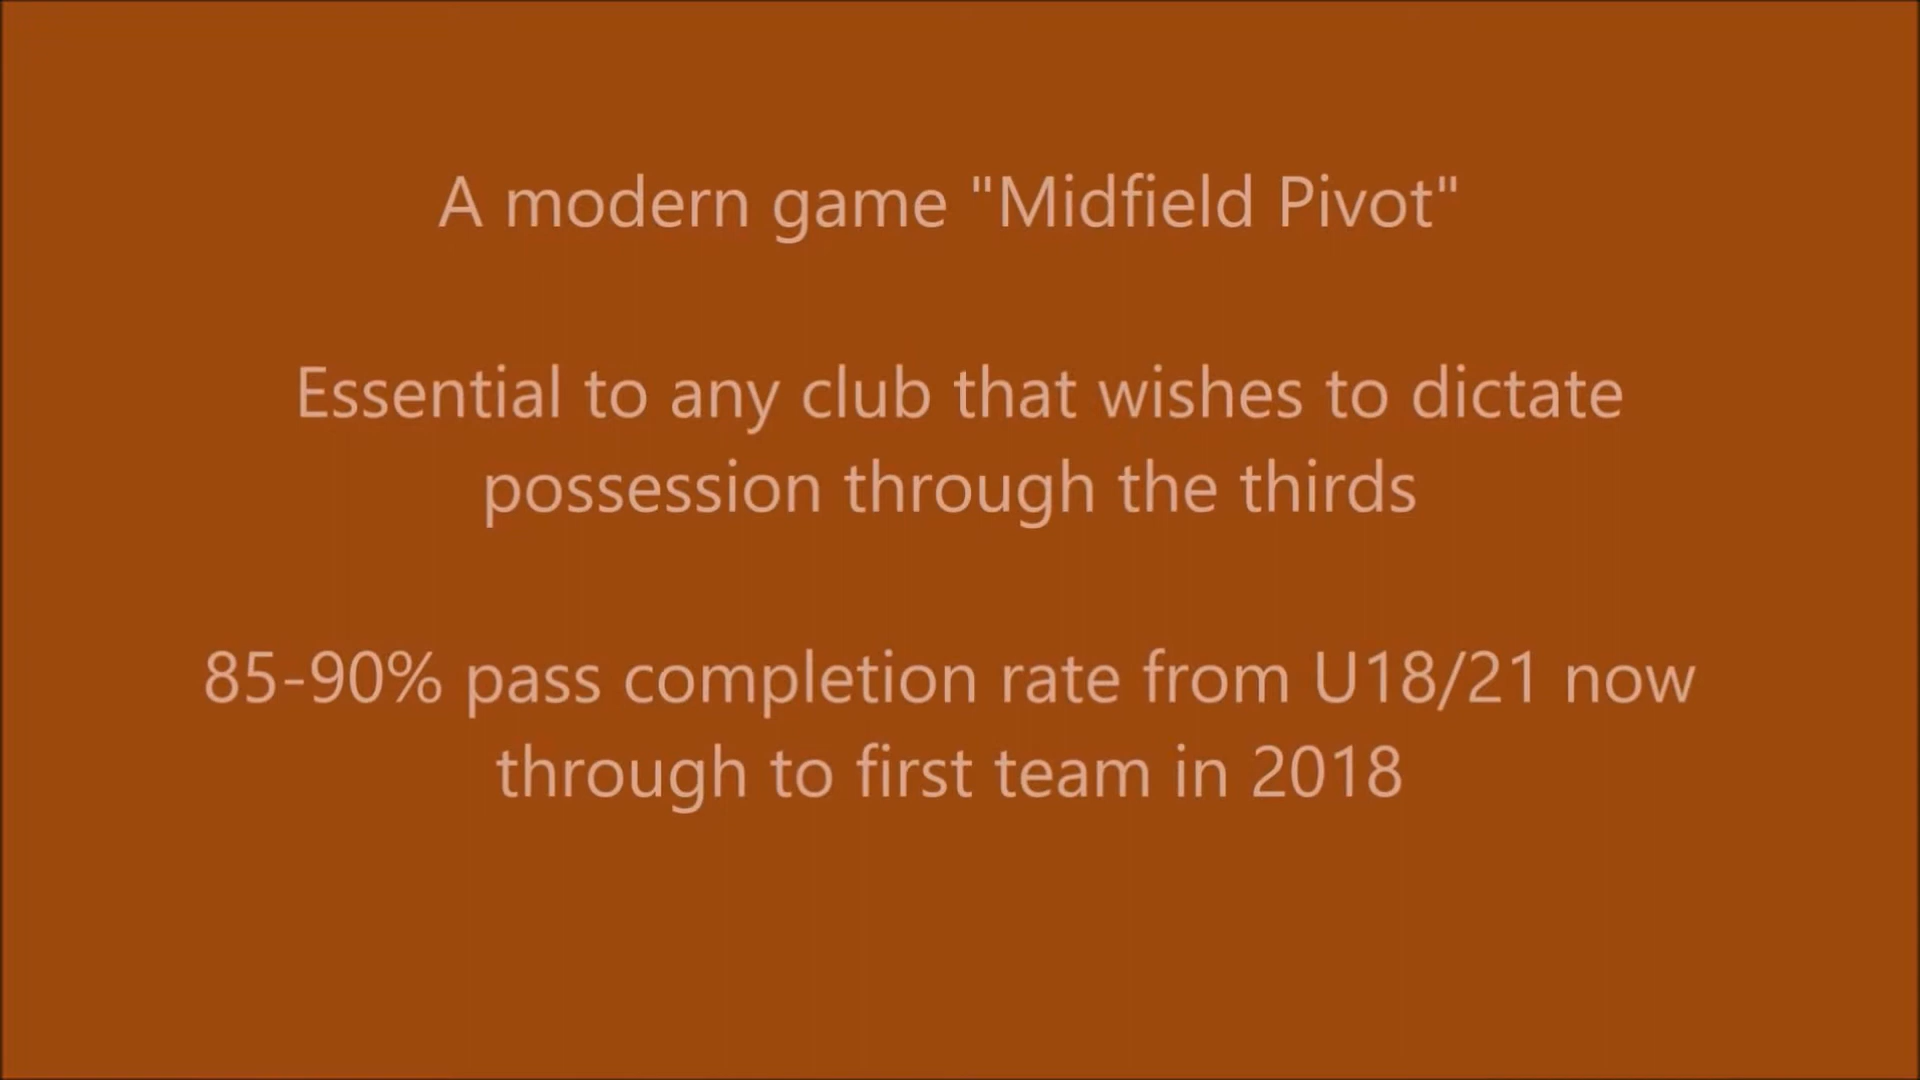 A modern game "Midfield Pivot"
Essential to any club that wishes to dictate
possession through the thirds
85-90% pass completion rate from U18/21 now
through to first team in 2018